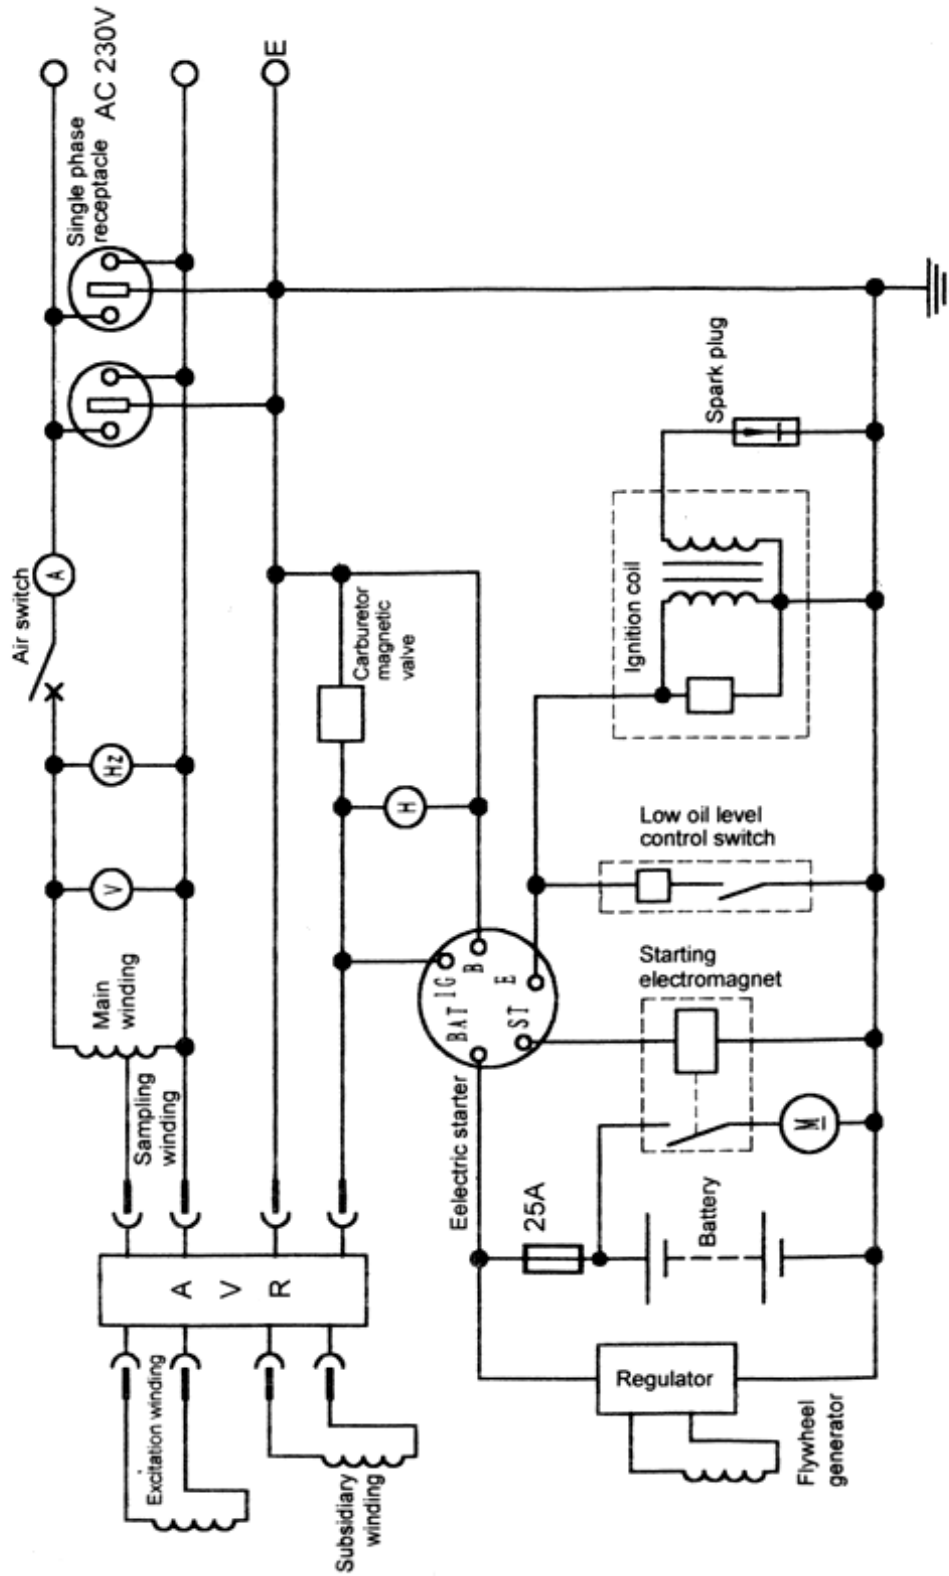 Single phase
receptacle
AC 230V
E
Air switch
A
Hz
V
Main
winding
Sampling
winding
A V R
Excitation winding
Subsidiary
winding
Carburetor
magnetic
valve
H
Eelectric starter
BAT
IG
B
E
ST
25A
Battery
Starting
electromagnet
M
Low oil level
control switch
Ignition coil
Spark plug
Regulator
Flywheel
generator